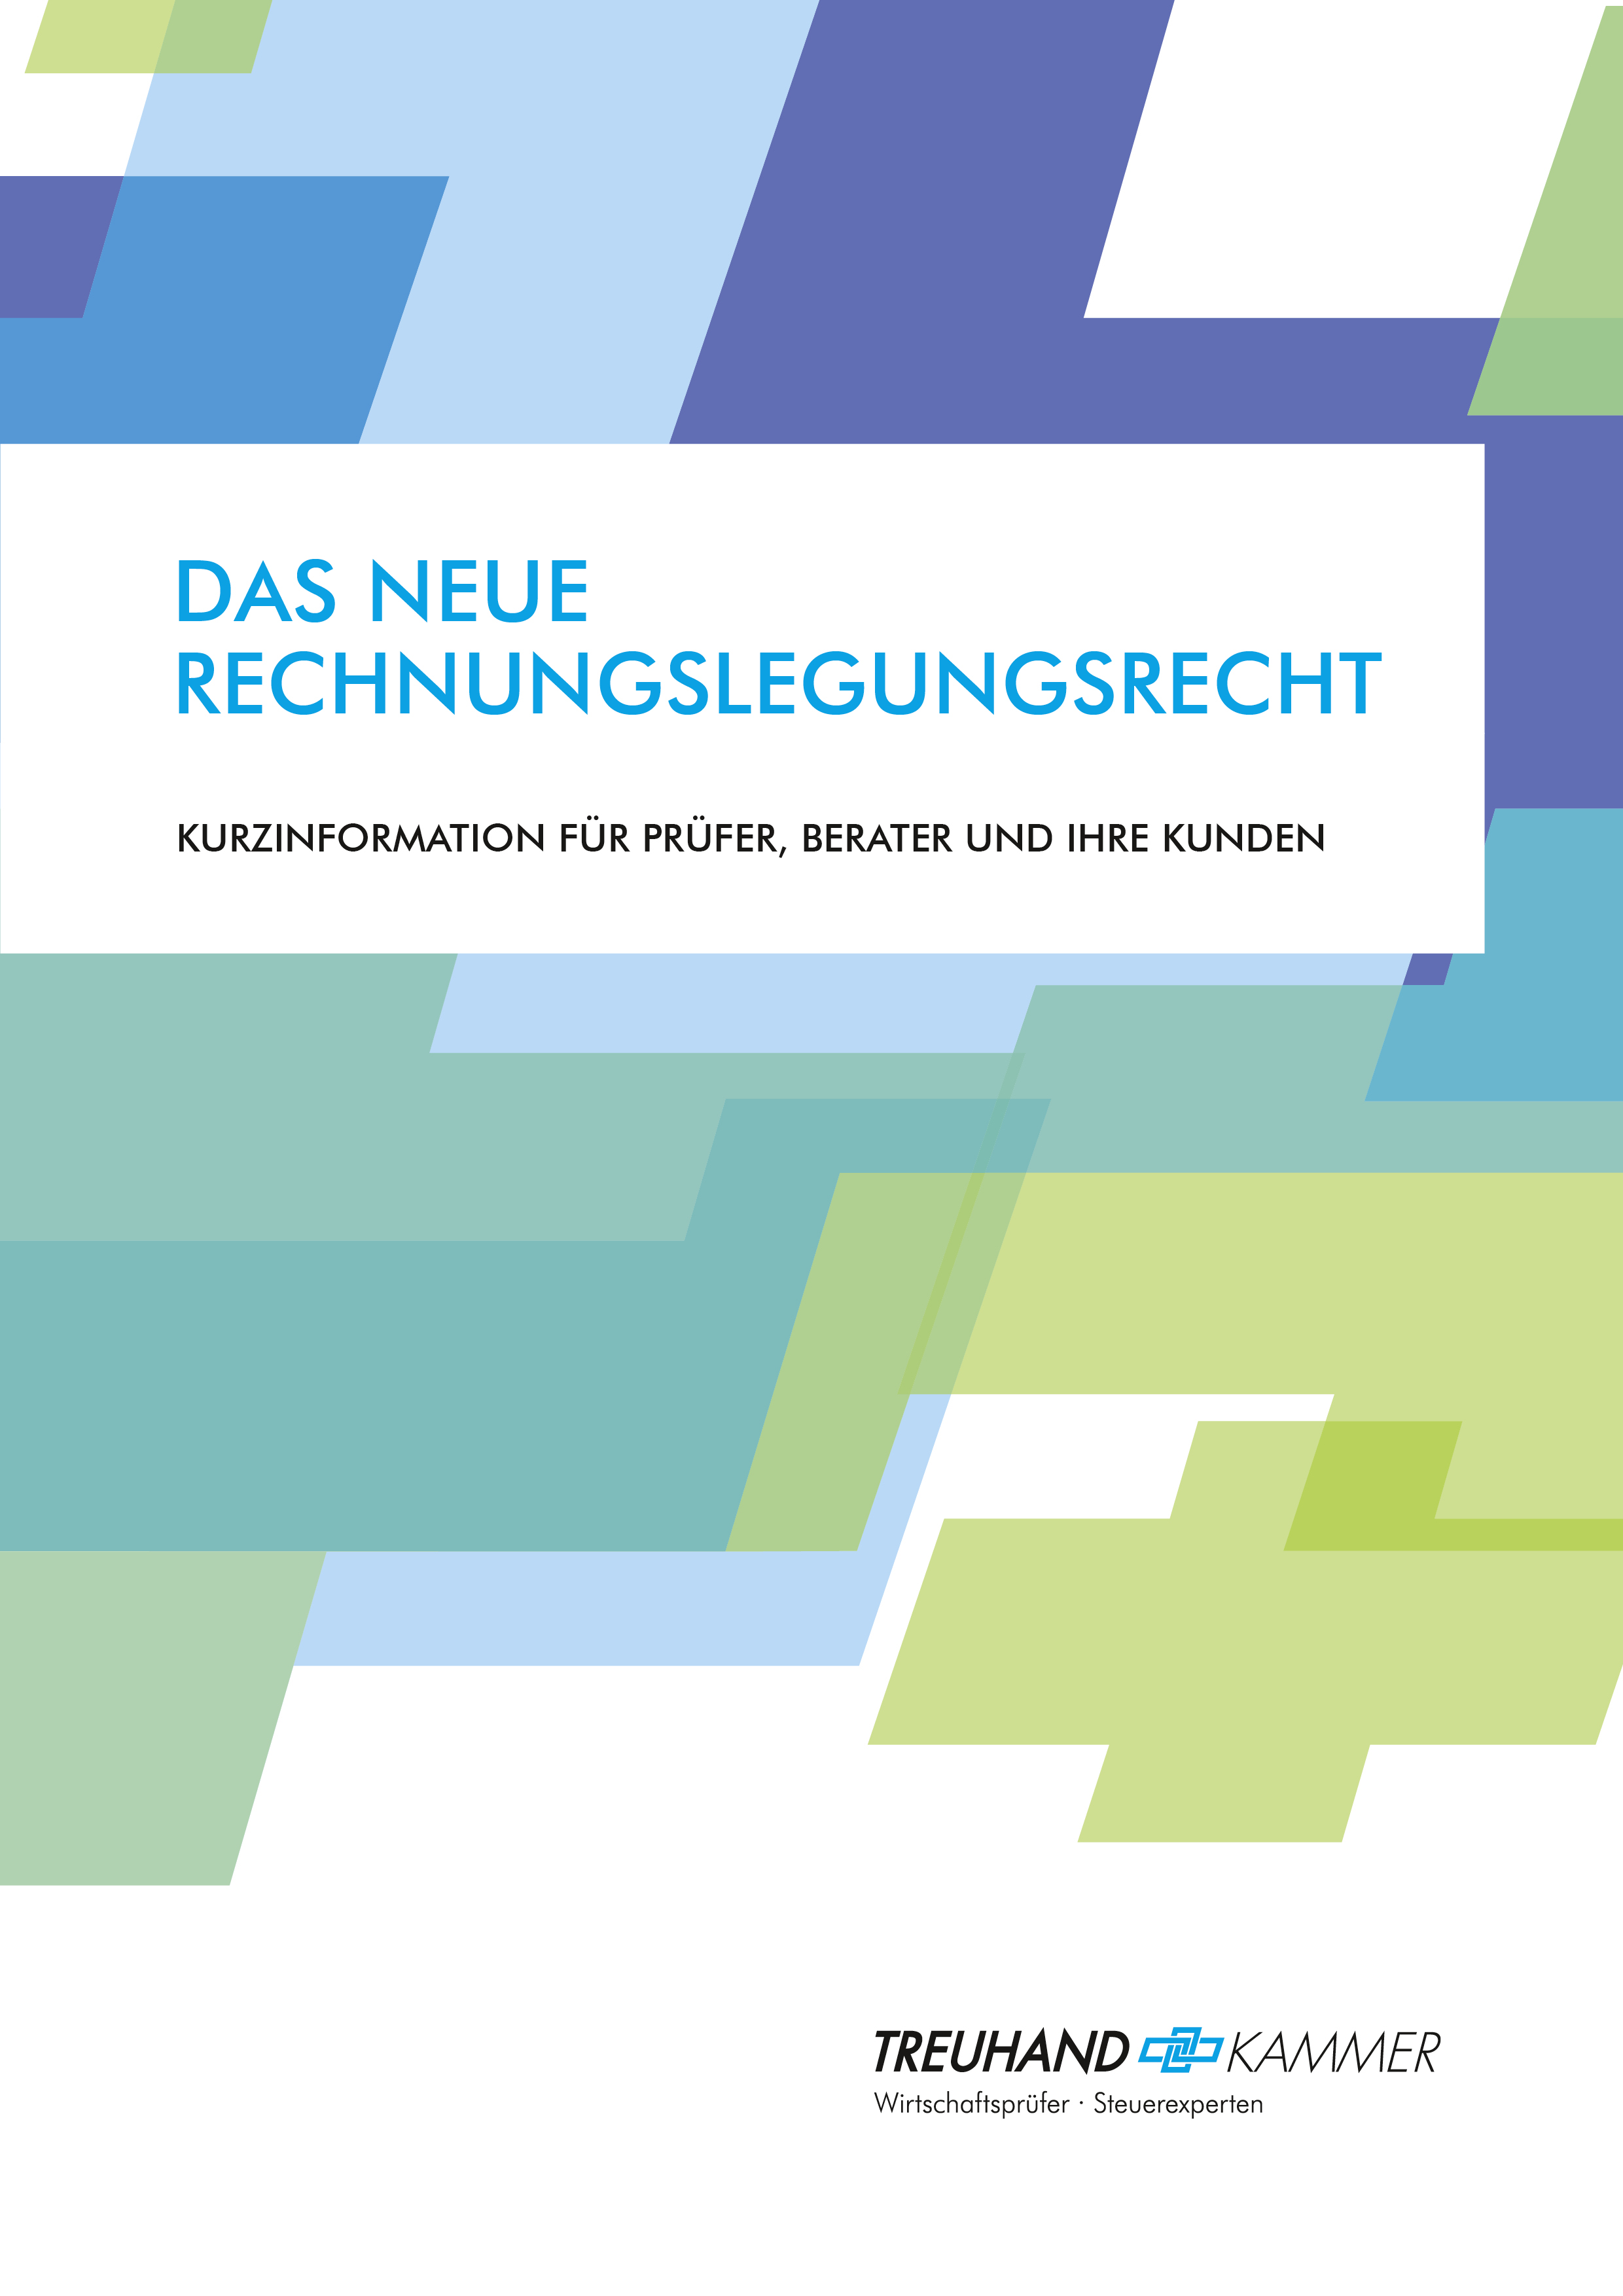 DAS NEUE
RECHNUNGSLEGUNGSRECHT
KURZINFORMATION FÜR PRÜFER, BERATER UND IHRE KUNDEN
TREUHAND KAMMER
Wirtschaftsprüfer · Steuerexperten